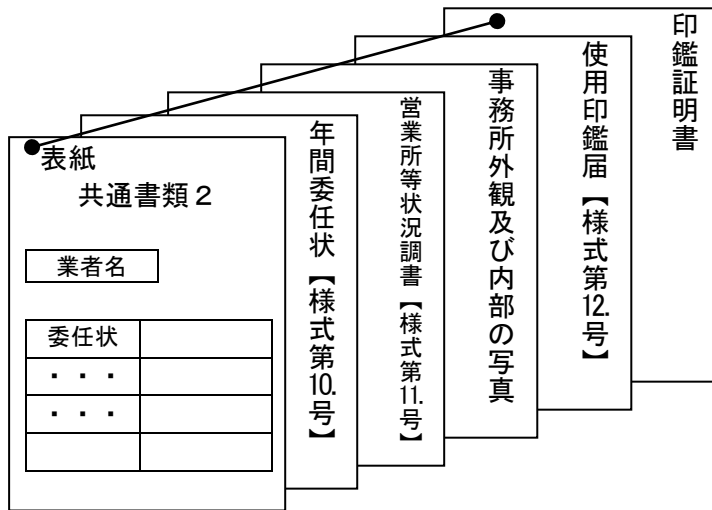 表紙
共通書類2
業者名
委任状
・・・
・・・
年間委任状【様式第10.号】
営業所等状況調書【様式第11.号】
事務所外観及び内部の写真
使用印鑑届【様式第12.号】
印鑑証明書